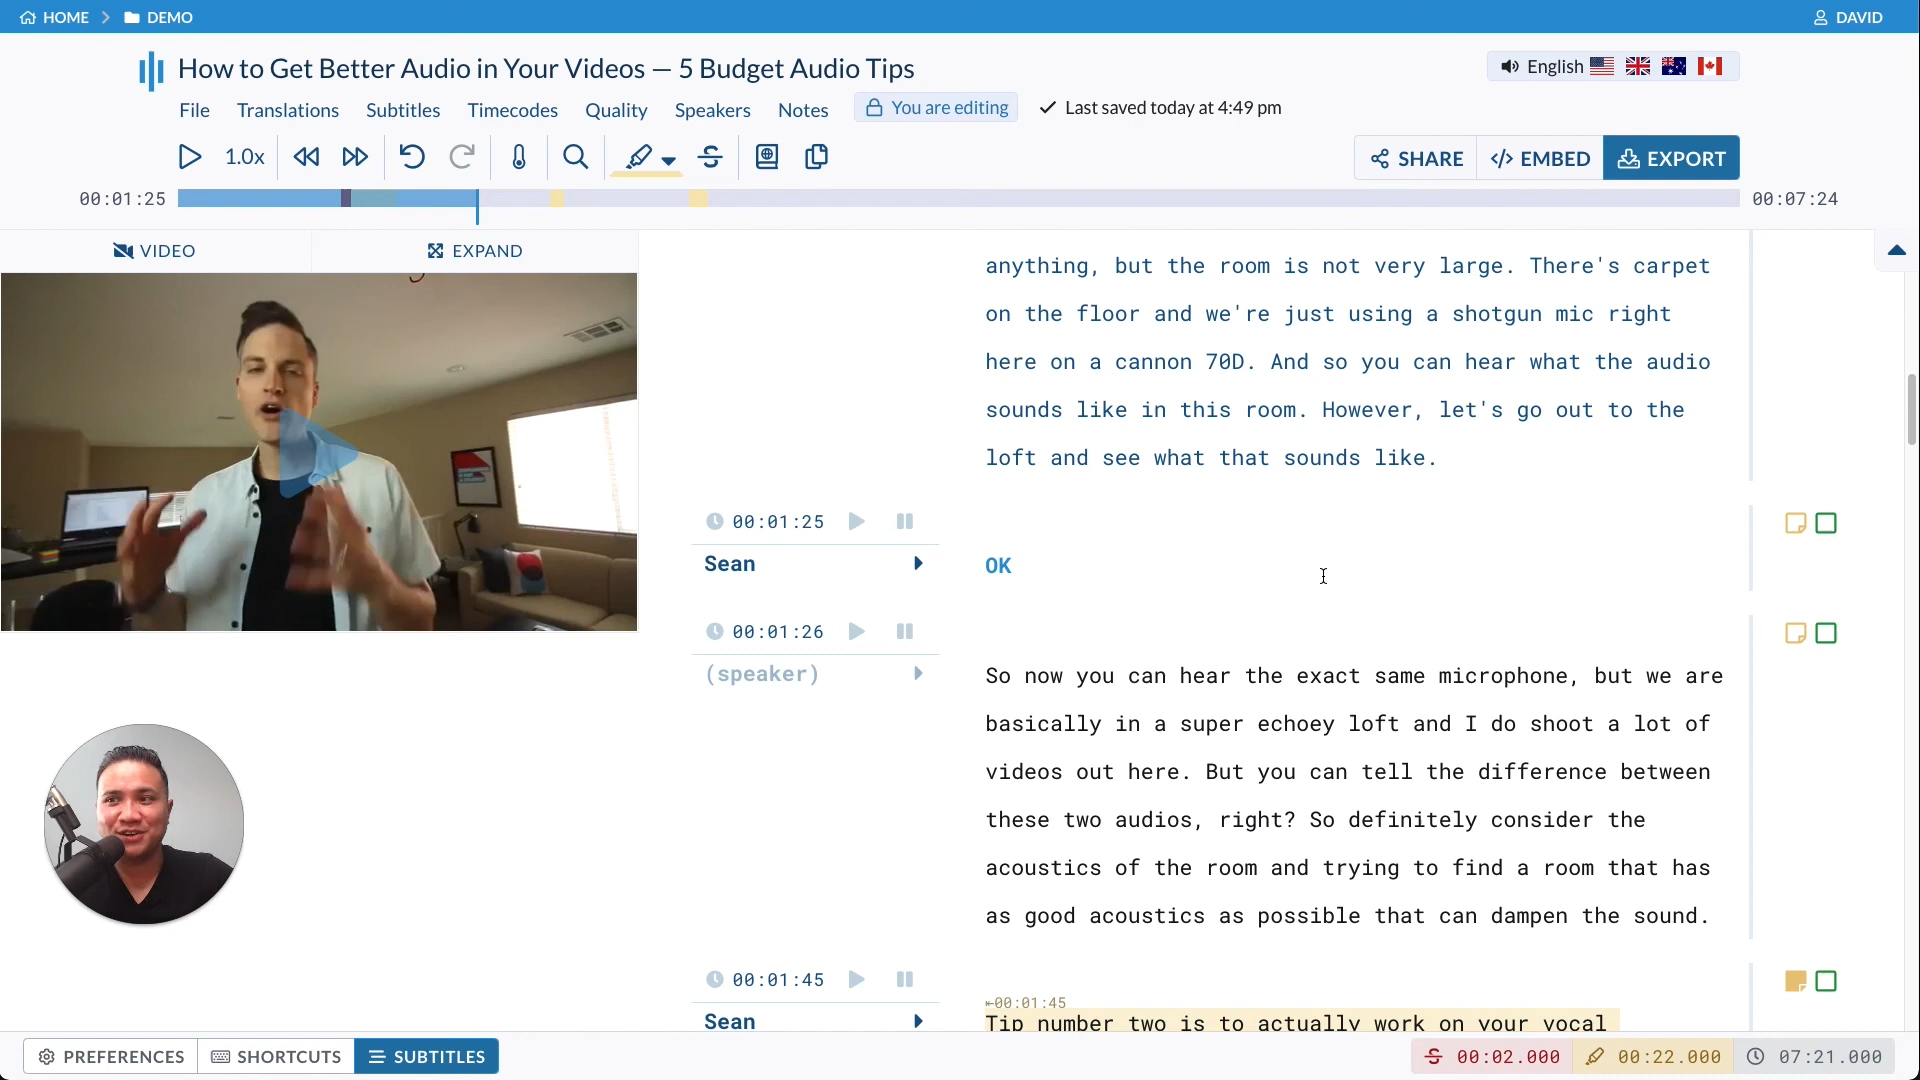 HOME
DEMO
DAVID
How to Get Better Audio in Your Videos — 5 Budget Audio Tips
English
File
Translations
Subtitles
Timecodes
Quality
Speakers
Notes
You are editing
Last saved today at 4:49 pm
1.0x
SHARE
</> EMBED
EXPORT
00:01:25
00:07:24
VIDEO
EXPAND
anything, but the room is not very large. There's carpet
on the floor and we're just using a shotgun mic right
here on a cannon 70D. And so you can hear what the audio
sounds like in this room. However, let's go out to the
loft and see what that sounds like.
00:01:25
Sean
OK
00:01:26
(speaker)
So now you can hear the exact same microphone, but we are
basically in a super echoey loft and I do shoot a lot of
videos out here. But you can tell the difference between
these two audios, right? So definitely consider the
acoustics of the room and trying to find a room that has
as good acoustics as possible that can dampen the sound.
00:01:45
Sean
00:01:45
Tip number two is to actually work on your vocal
PREFERENCES
SHORTCUTS
SUBTITLES
00:02.000
00:22.000
07:21.000